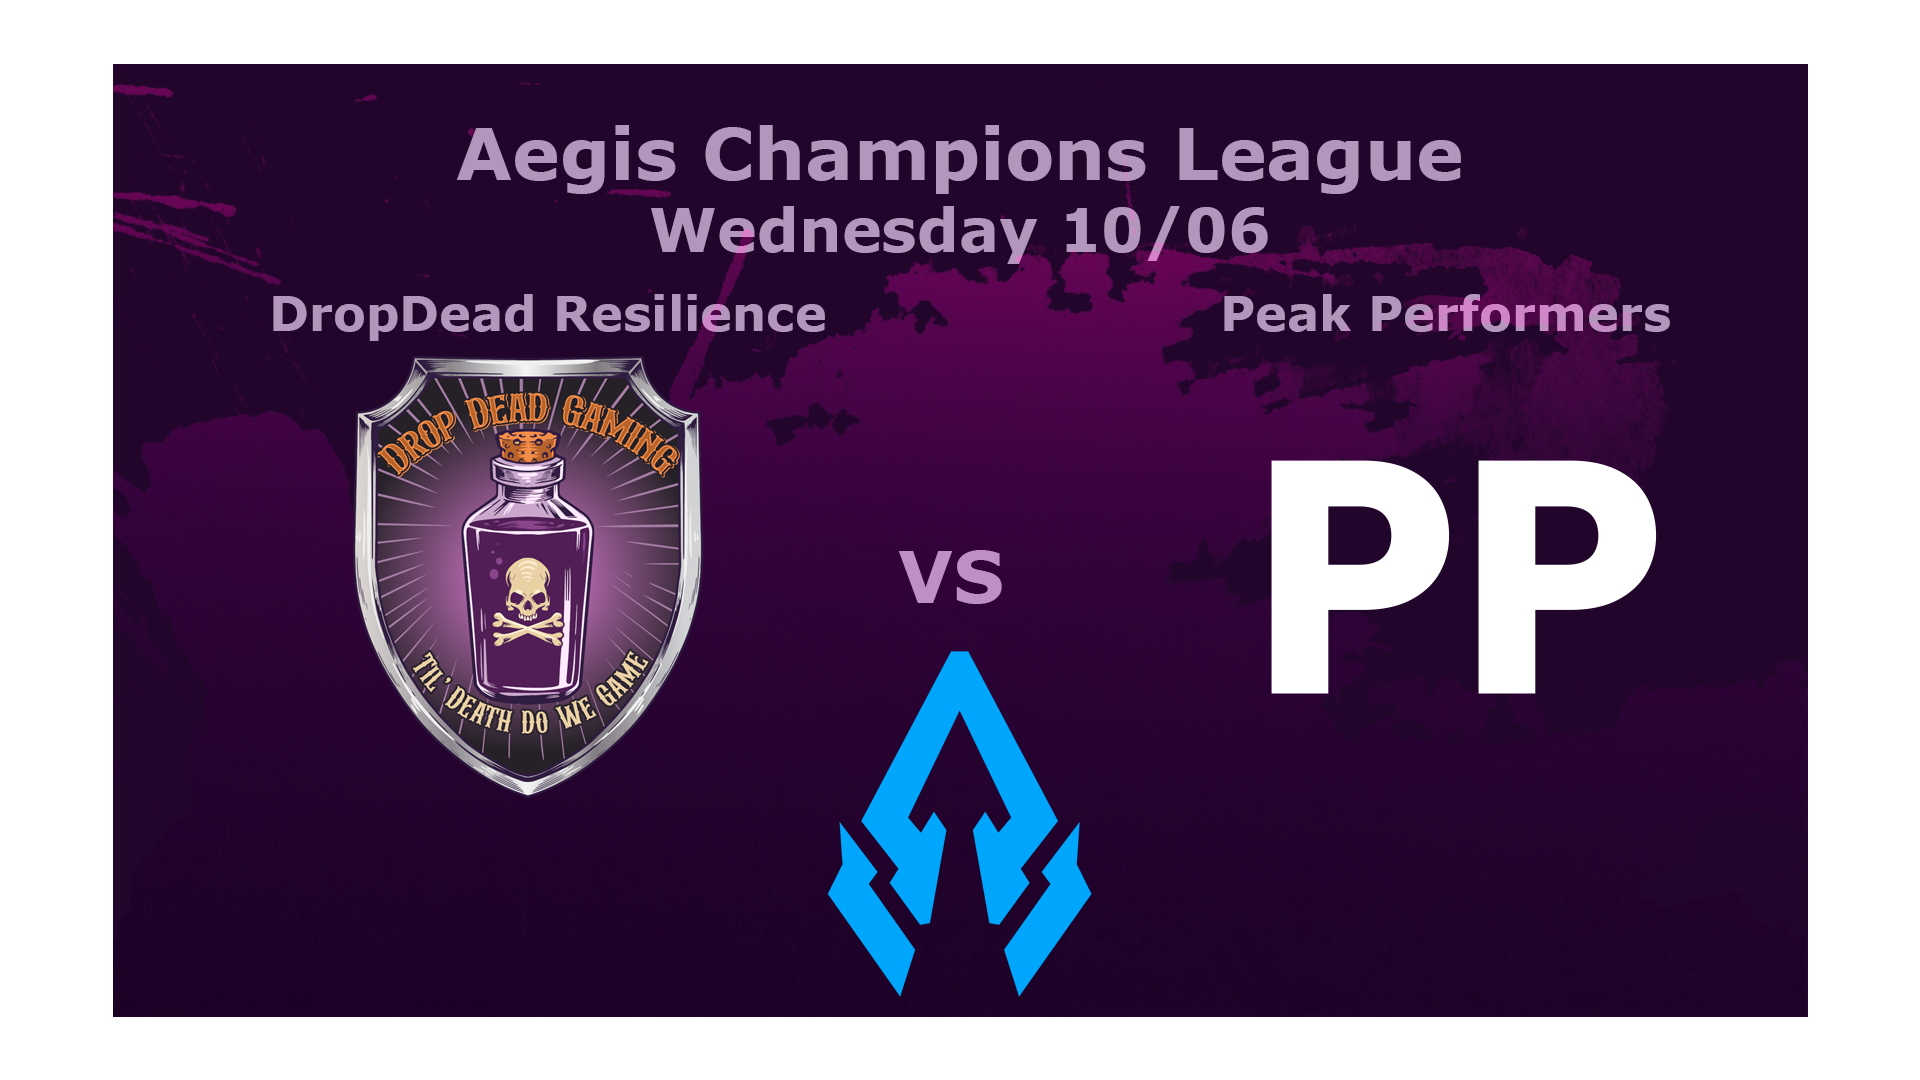 Aegis Champions League
Wednesday 10/06
DropDead Resilience
Peak Performers
DROP DEAD GAMING
TIL' DEATH DO WE GAME
vs
PP